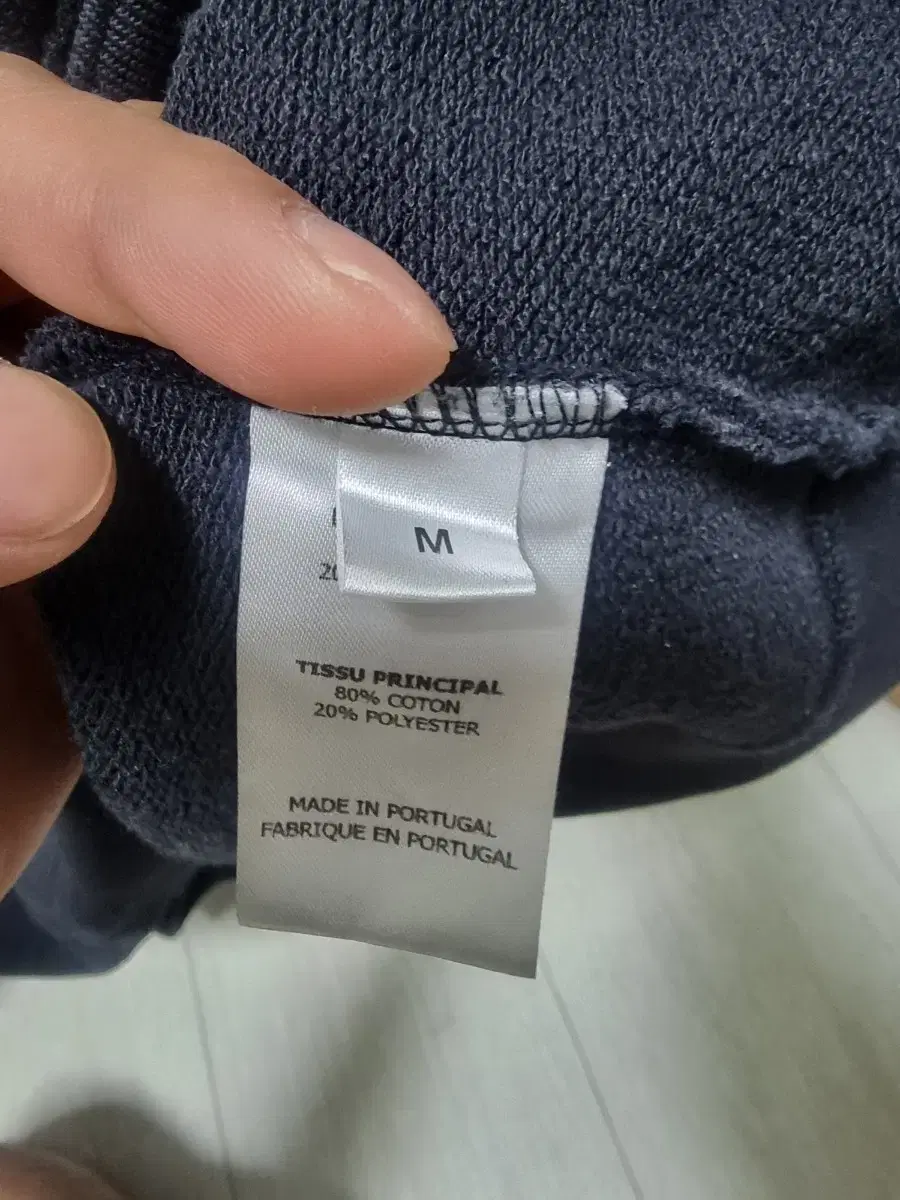 M
TISSU PRINCIPAL
80% COTON
20% POLYESTER
MADE IN PORTUGAL
FABRIQUE EN PORTUGAL